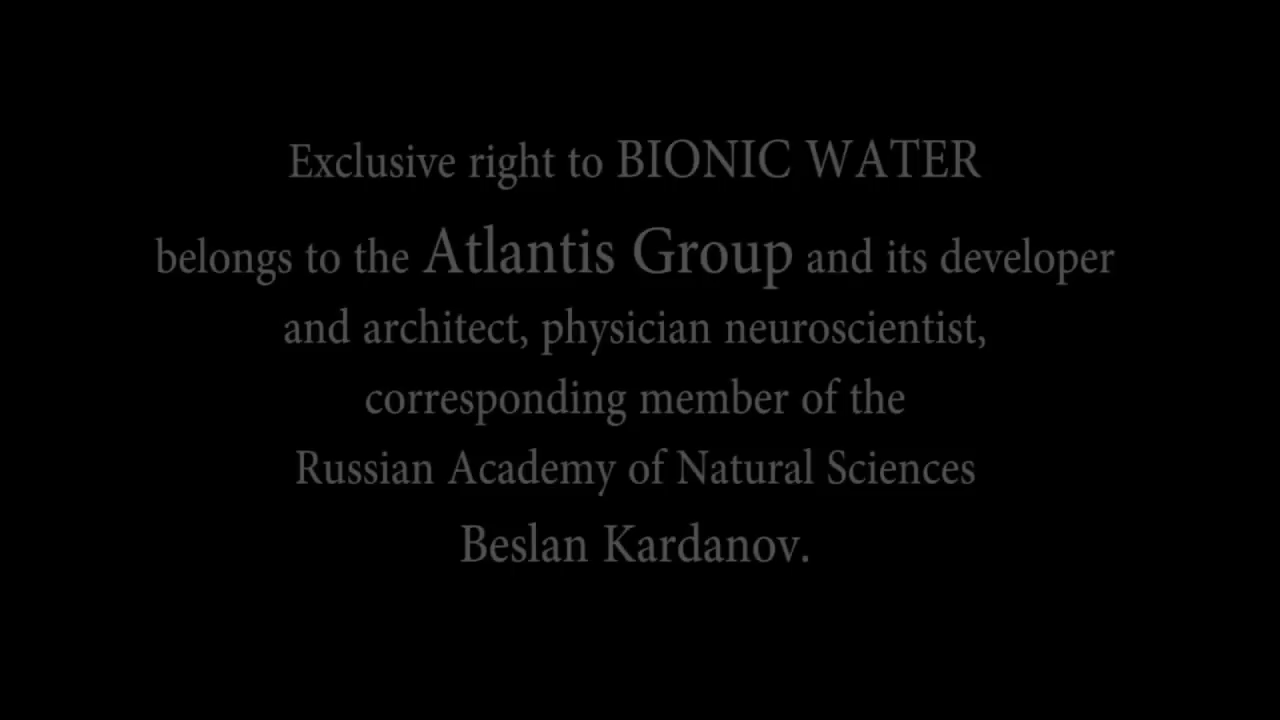 Exclusive right to BIONIC WATER
belongs to the Atlantis Group and its developer
and architect, physician neuroscientist,
corresponding member of the
Russian Academy of Natural Sciences
Beslan Kardanov.